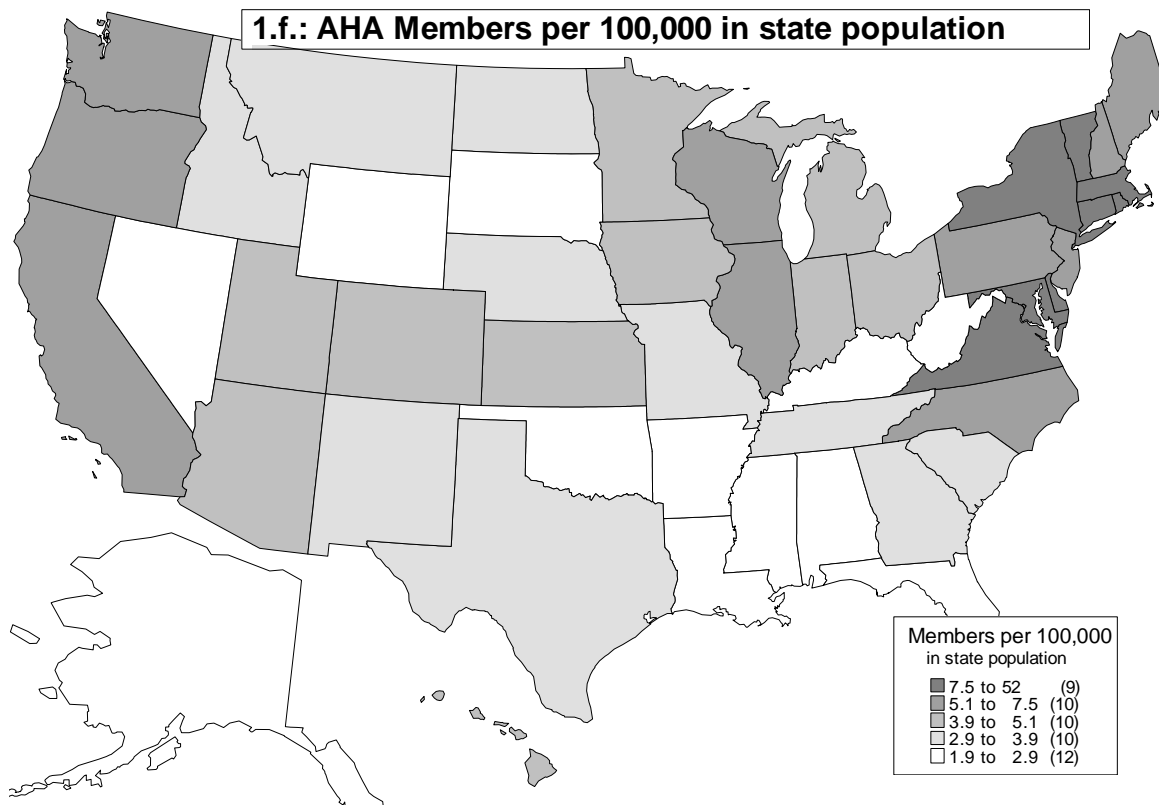 1.f.: AHA Members per 100,000 in state population
Members per 100,000
in state population
7.5 to 52 (9)
5.1 to 7.5 (10)
3.9 to 5.1 (10)
2.9 to 3.9 (10)
1.9 to 2.9 (12)